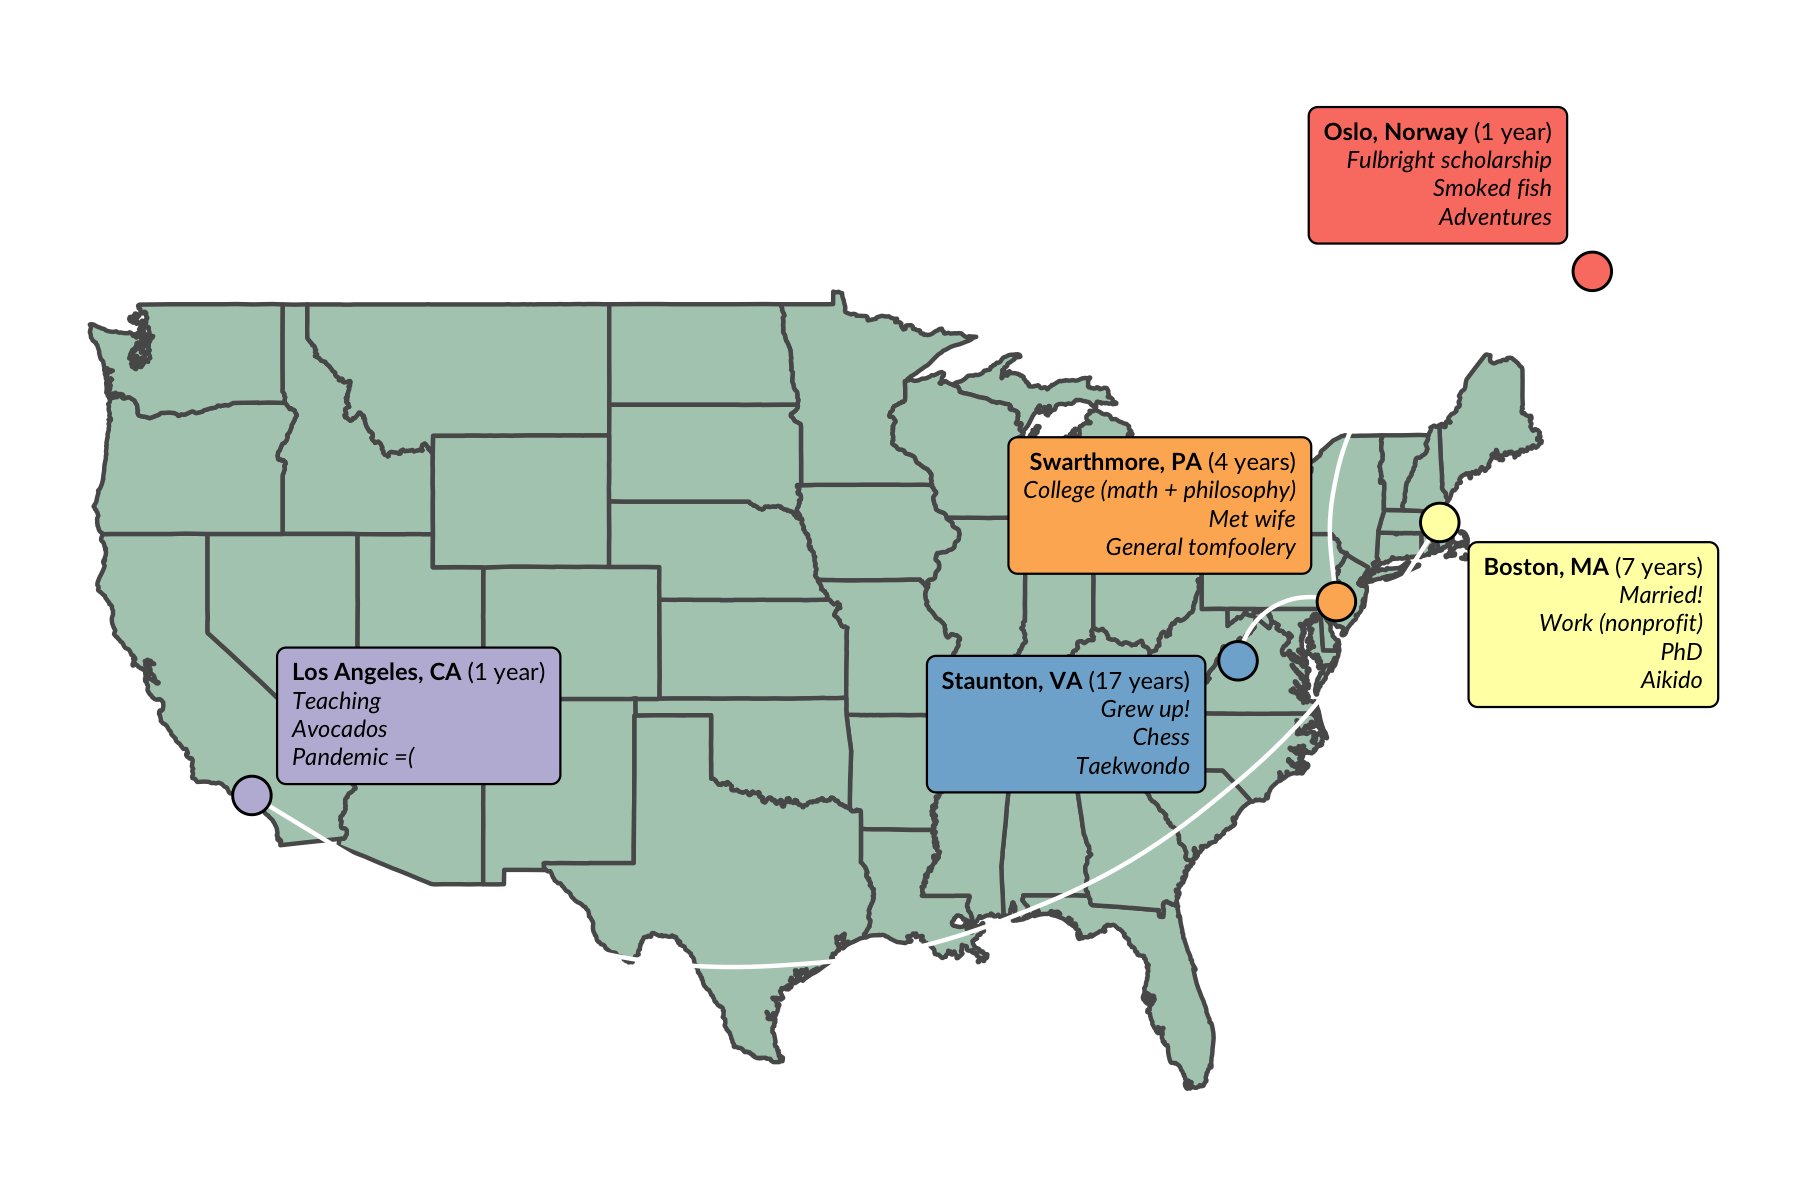 Oslo, Norway (1 year)
Fulbright scholarship
Smoked fish
Adventures
Swarthmore, PA (4 years)
College (math + philosophy)
Met wife
General tomfoolery
Boston, MA (7 years)
Married!
Work (nonprofit)
PhD
Aikido
Los Angeles, CA (1 year)
Teaching
Avocados
Pandemic =(
Staunton, VA (17 years)
Grew up!
Chess
Taekwondo